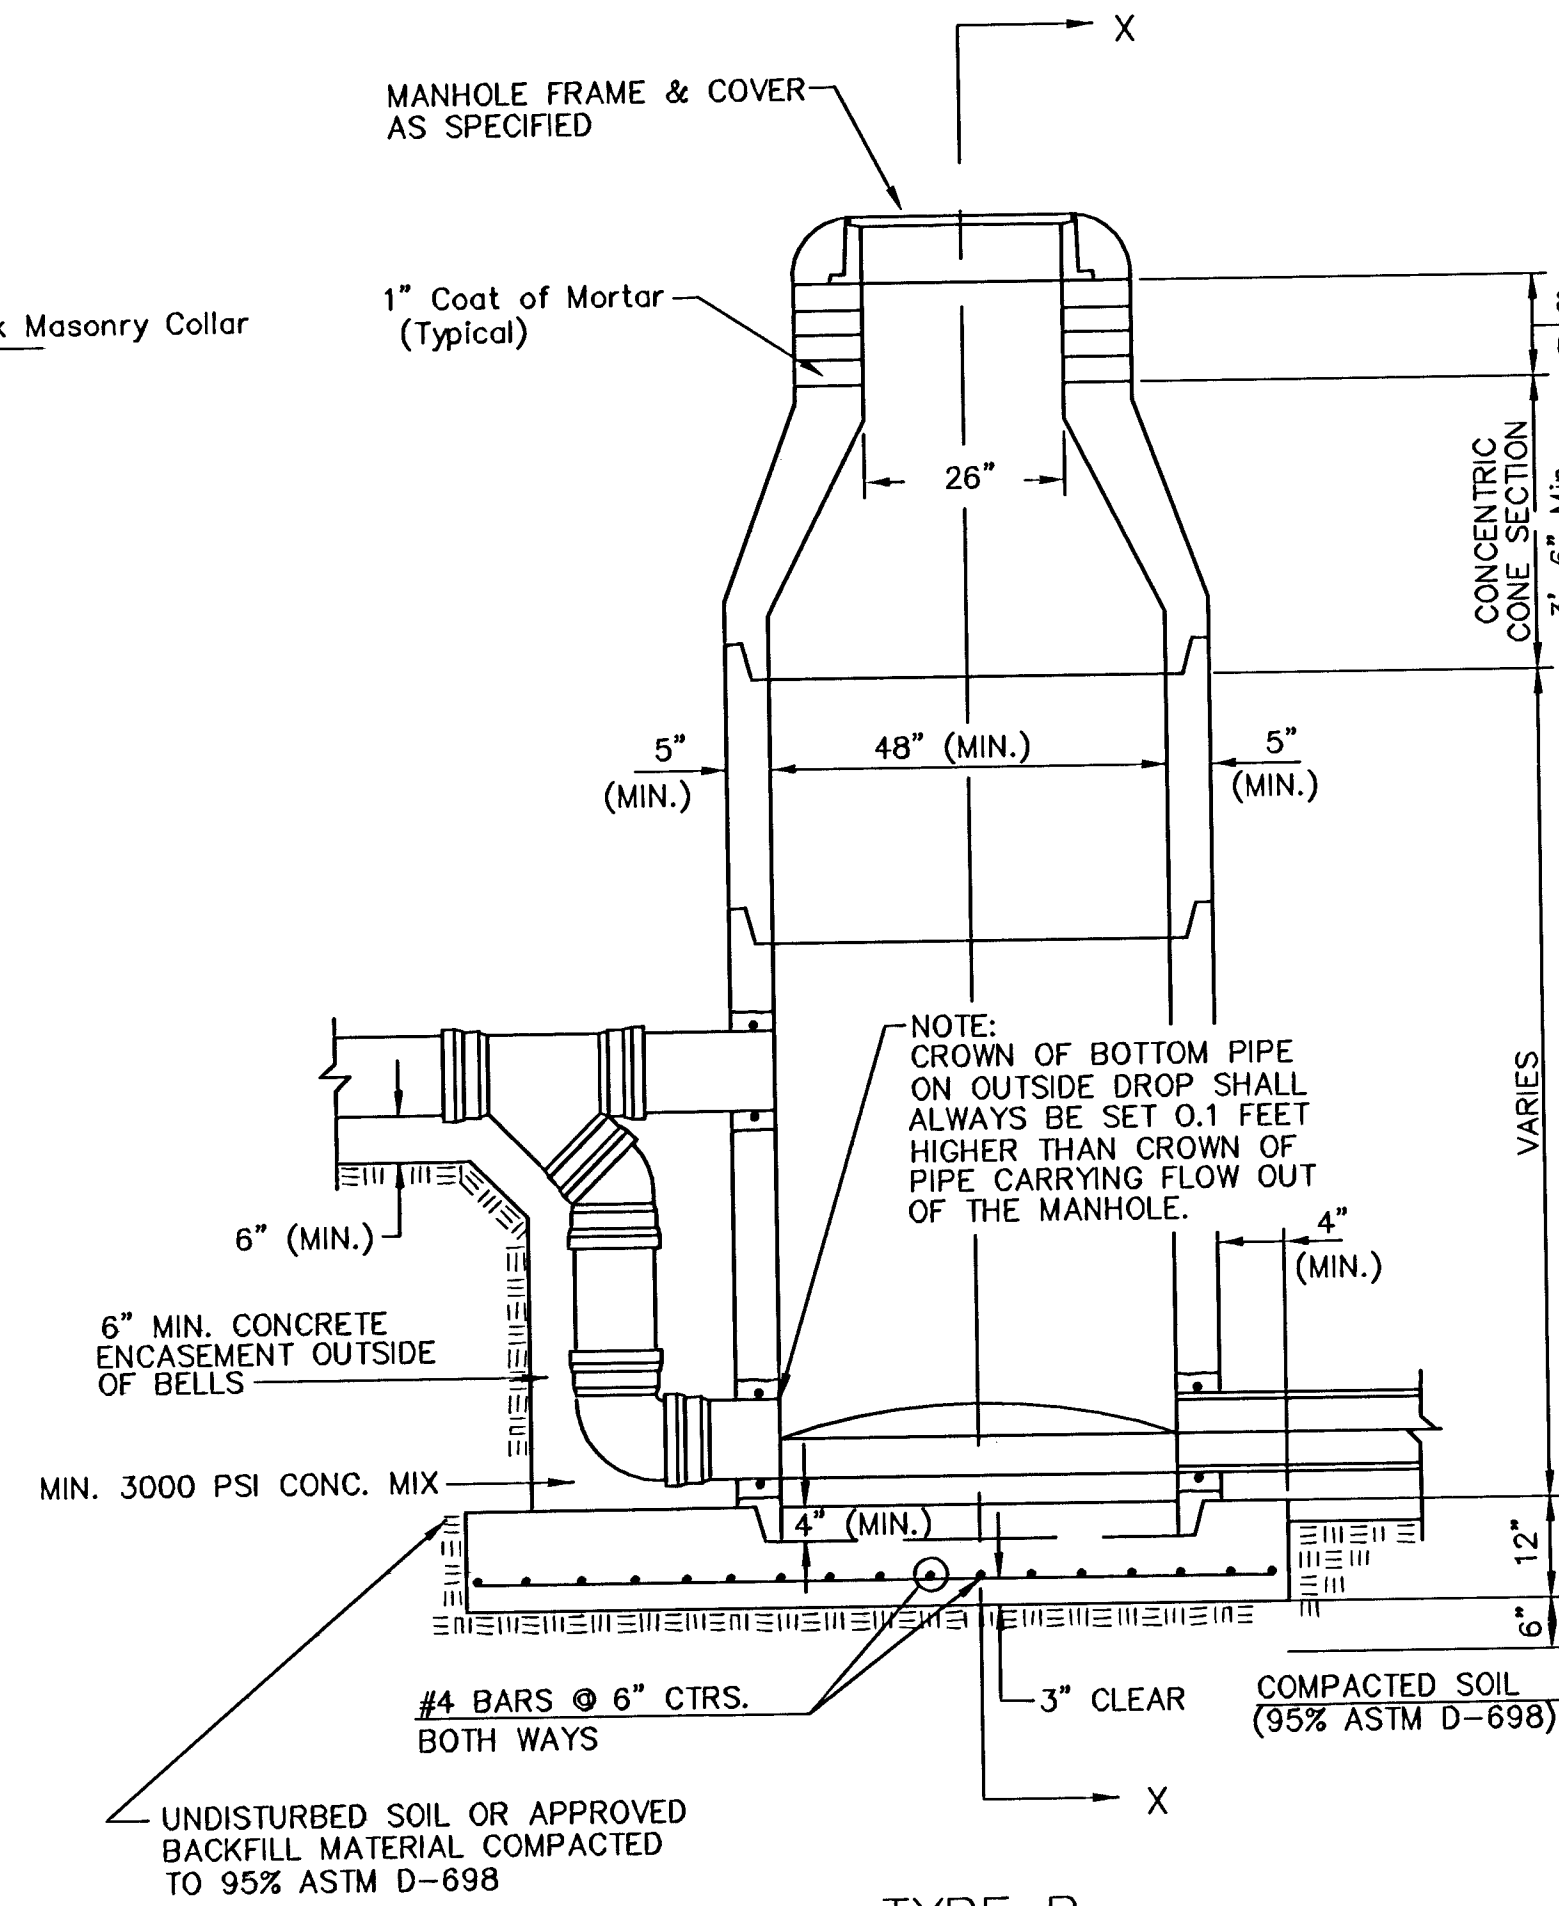 X
MANHOLE FRAME & COVER
AS SPECIFIED
1" Coat of Mortar
(Typical)
Masonry Collar
26"
CONCENTRIC
CONE SECTION
3'-6" Min
5"
(MIN.)
48" (MIN.)
5"
(MIN.)
NOTE:
CROWN OF BOTTOM PIPE
ON OUTSIDE DROP SHALL
ALWAYS BE SET 0.1 FEET
HIGHER THAN CROWN OF
PIPE CARRYING FLOW OUT
OF THE MANHOLE.
VARIES
6" (MIN.)
4"
(MIN.)
6" MIN. CONCRETE
ENCASEMENT OUTSIDE
OF BELLS
MIN. 3000 PSI CONC. MIX
4" (MIN.)
12"
6"
#4 BARS @ 6" CTRS.
BOTH WAYS
3" CLEAR
COMPACTED SOIL
(95% ASTM D-698)
X
UNDISTURBED SOIL OR APPROVED
BACKFILL MATERIAL COMPACTED
TO 95% ASTM D-698
TYPE